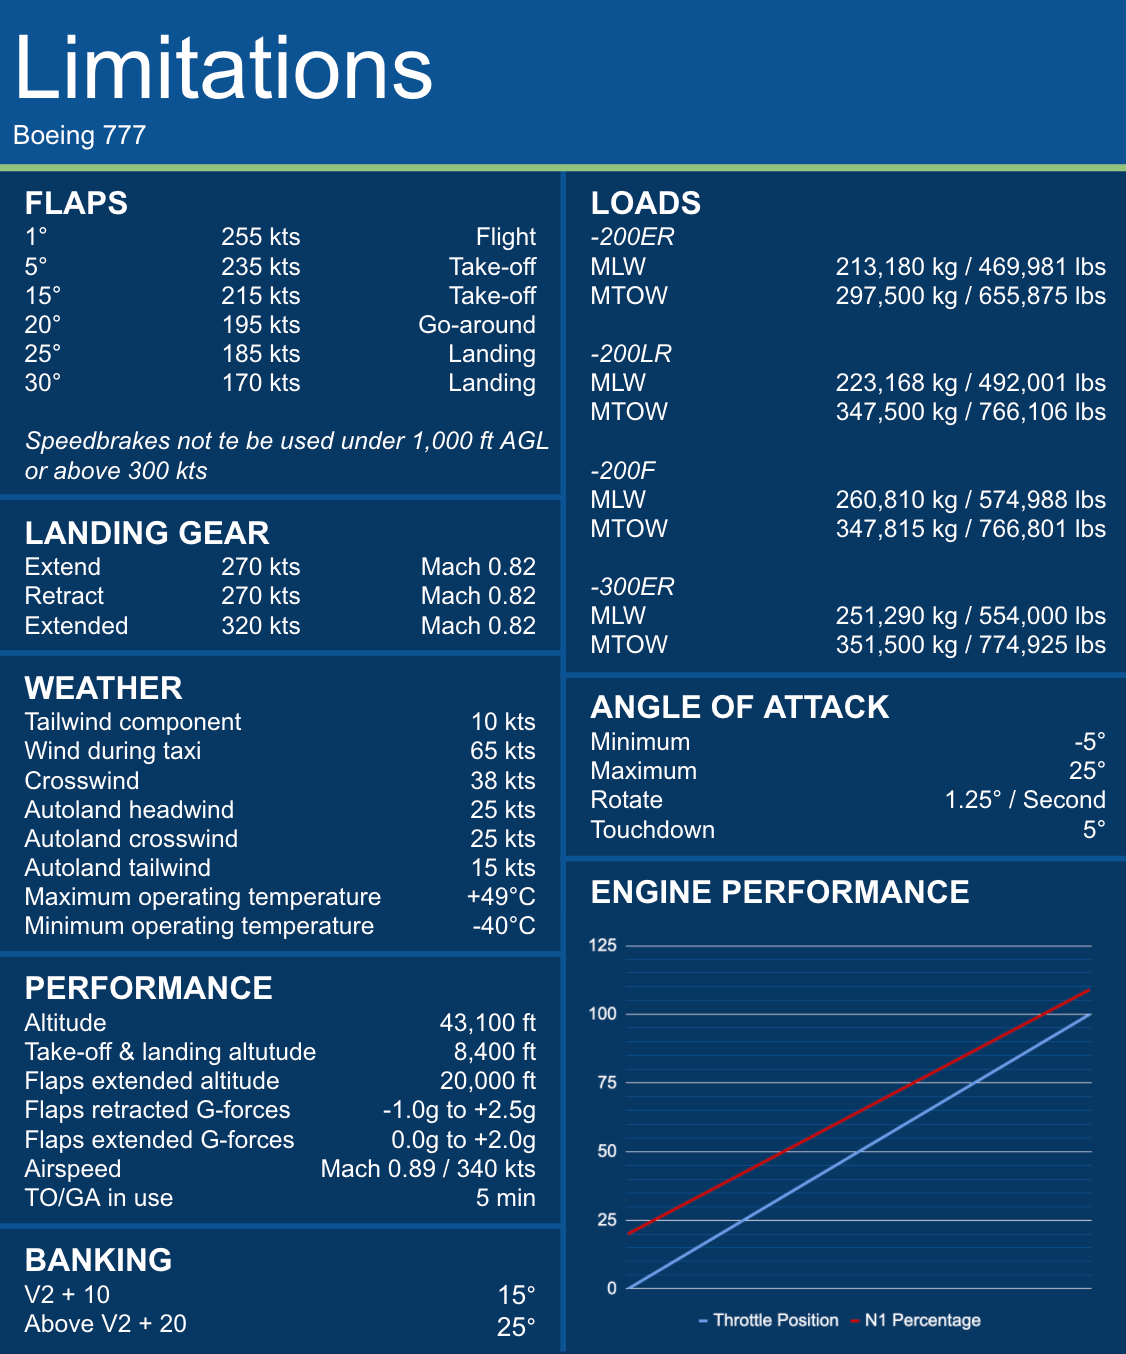 Limitations
Boeing 777
FLAPS
1° 255 kts Flight
5° 235 kts Take-off
15° 215 kts Take-off
20° 195 kts Go-around
25° 185 kts Landing
30° 170 kts Landing
Speedbrakes not te be used under 1,000 ft AGL
or above 300 kts
LANDING GEAR
Extend 270 kts Mach 0.82
Retract 270 kts Mach 0.82
Extended 320 kts Mach 0.82
WEATHER
Tailwind component 10 kts
Wind during taxi 65 kts
Crosswind 38 kts
Autoland headwind 25 kts
Autoland crosswind 25 kts
Autoland tailwind 15 kts
Maximum operating temperature +49°C
Minimum operating temperature -40°C
PERFORMANCE
Altitude 43,100 ft
Take-off & landing altutude 8,400 ft
Flaps extended altitude 20,000 ft
Flaps retracted G-forces -1.0g to +2.5g
Flaps extended G-forces 0.0g to +2.0g
Airspeed Mach 0.89 / 340 kts
TO/GA in use 5 min
BANKING
V2 + 10 15°
Above V2 + 20 25°
LOADS
-200ER
MLW 213,180 kg / 469,981 lbs
MTOW 297,500 kg / 655,875 lbs
-200LR
MLW 223,168 kg / 492,001 lbs
MTOW 347,500 kg / 766,106 lbs
-200F
MLW 260,810 kg / 574,988 lbs
MTOW 347,815 kg / 766,801 lbs
-300ER
MLW 251,290 kg / 554,000 lbs
MTOW 351,500 kg / 774,925 lbs
ANGLE OF ATTACK
Minimum -5°
Maximum 25°
Rotate 1.25° / Second
Touchdown 5°
ENGINE PERFORMANCE
125
100
75
50
25
0
Throttle Position N1 Percentage